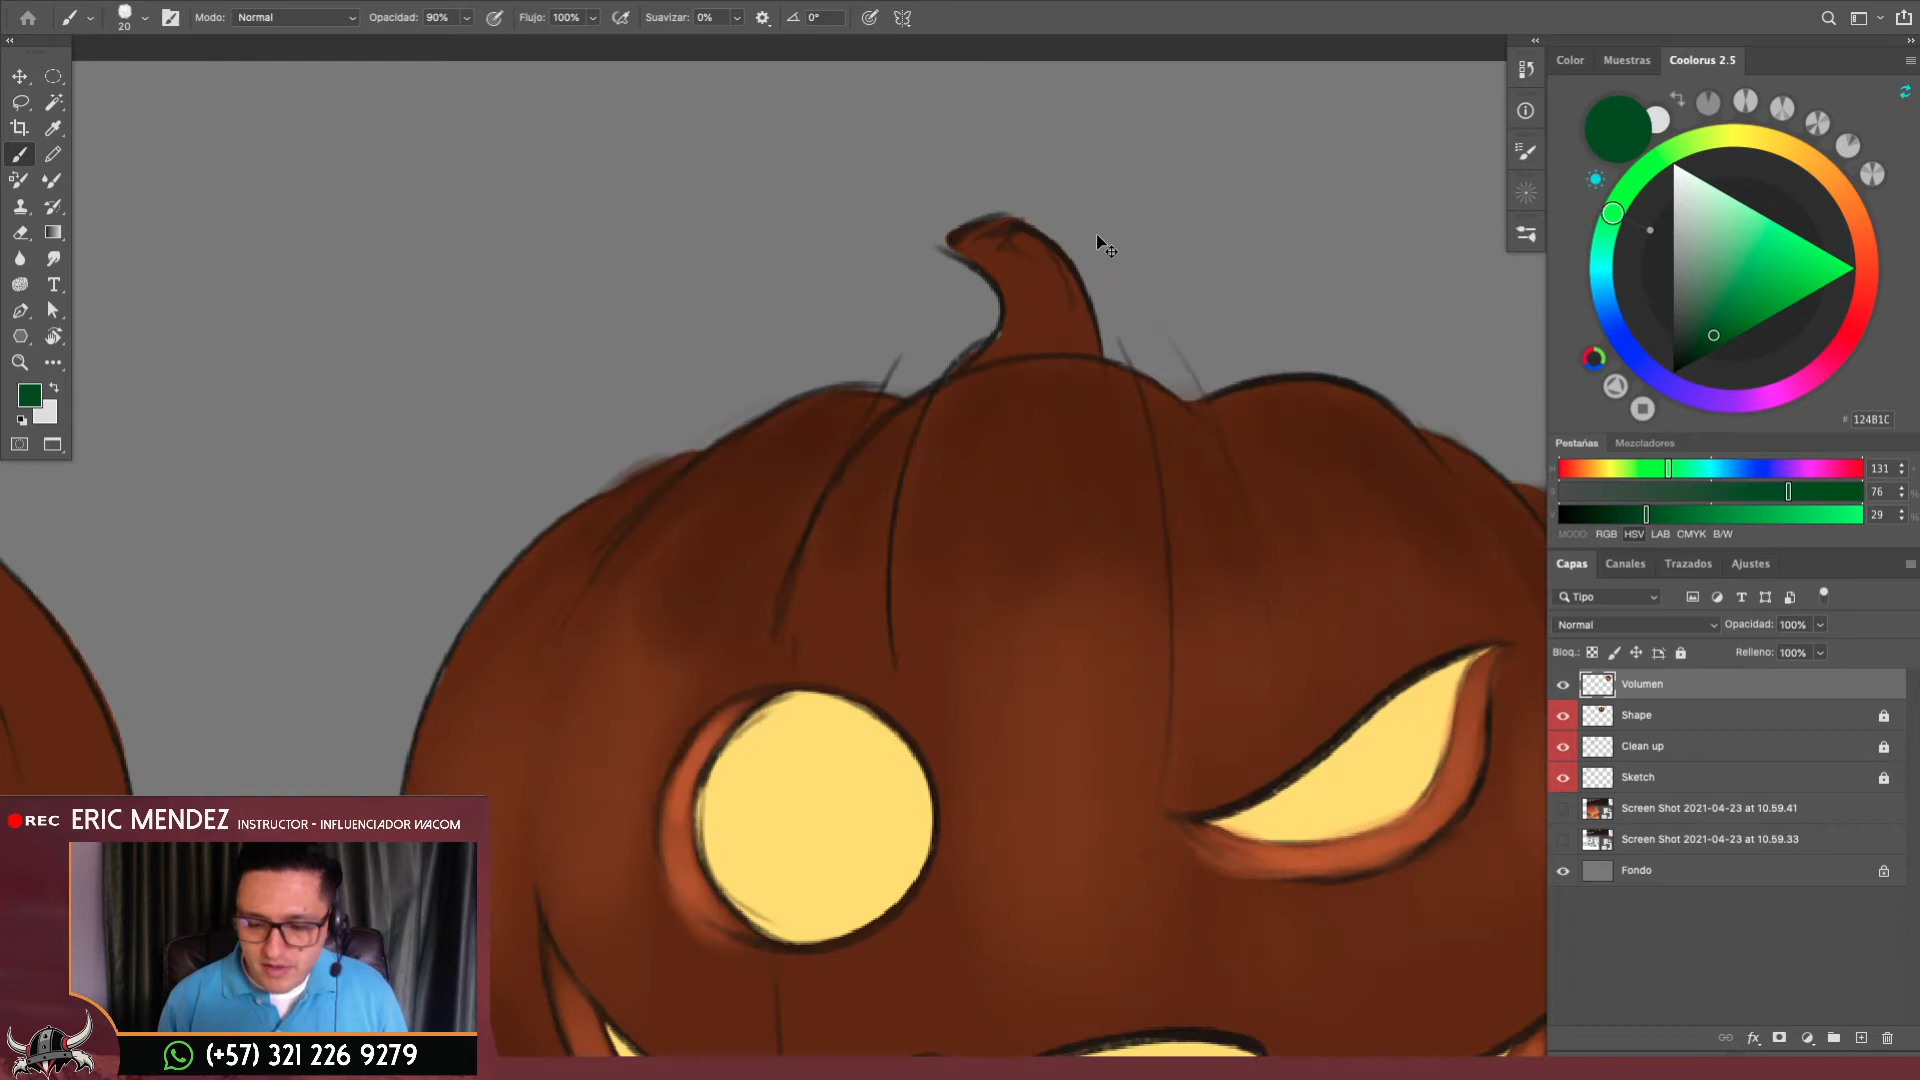 20
Modo: Normal
Opacidad: 90%
Flujo: 100%
Suavizar: 0%
0°
Color Muestras Coolorus 2.5
# 124B1C
Pestañas Mezcladores
H 131 °
S 76 %
V 29 %
MODO RGB HSV LAB CMYK B/W
Capas Canales Trazados Ajustes
Tipo
Normal Opacidad: 100%
Bloq.: Relleno: 100%
Volumen
Shape
Clean up
Sketch
Screen Shot 2021-04-23 at 10.59.41
Screen Shot 2021-04-23 at 10.59.33
Fondo
REC ERIC MENDEZ INSTRUCTOR - INFLUENCIADOR WACOM
(+57) 321 226 9279